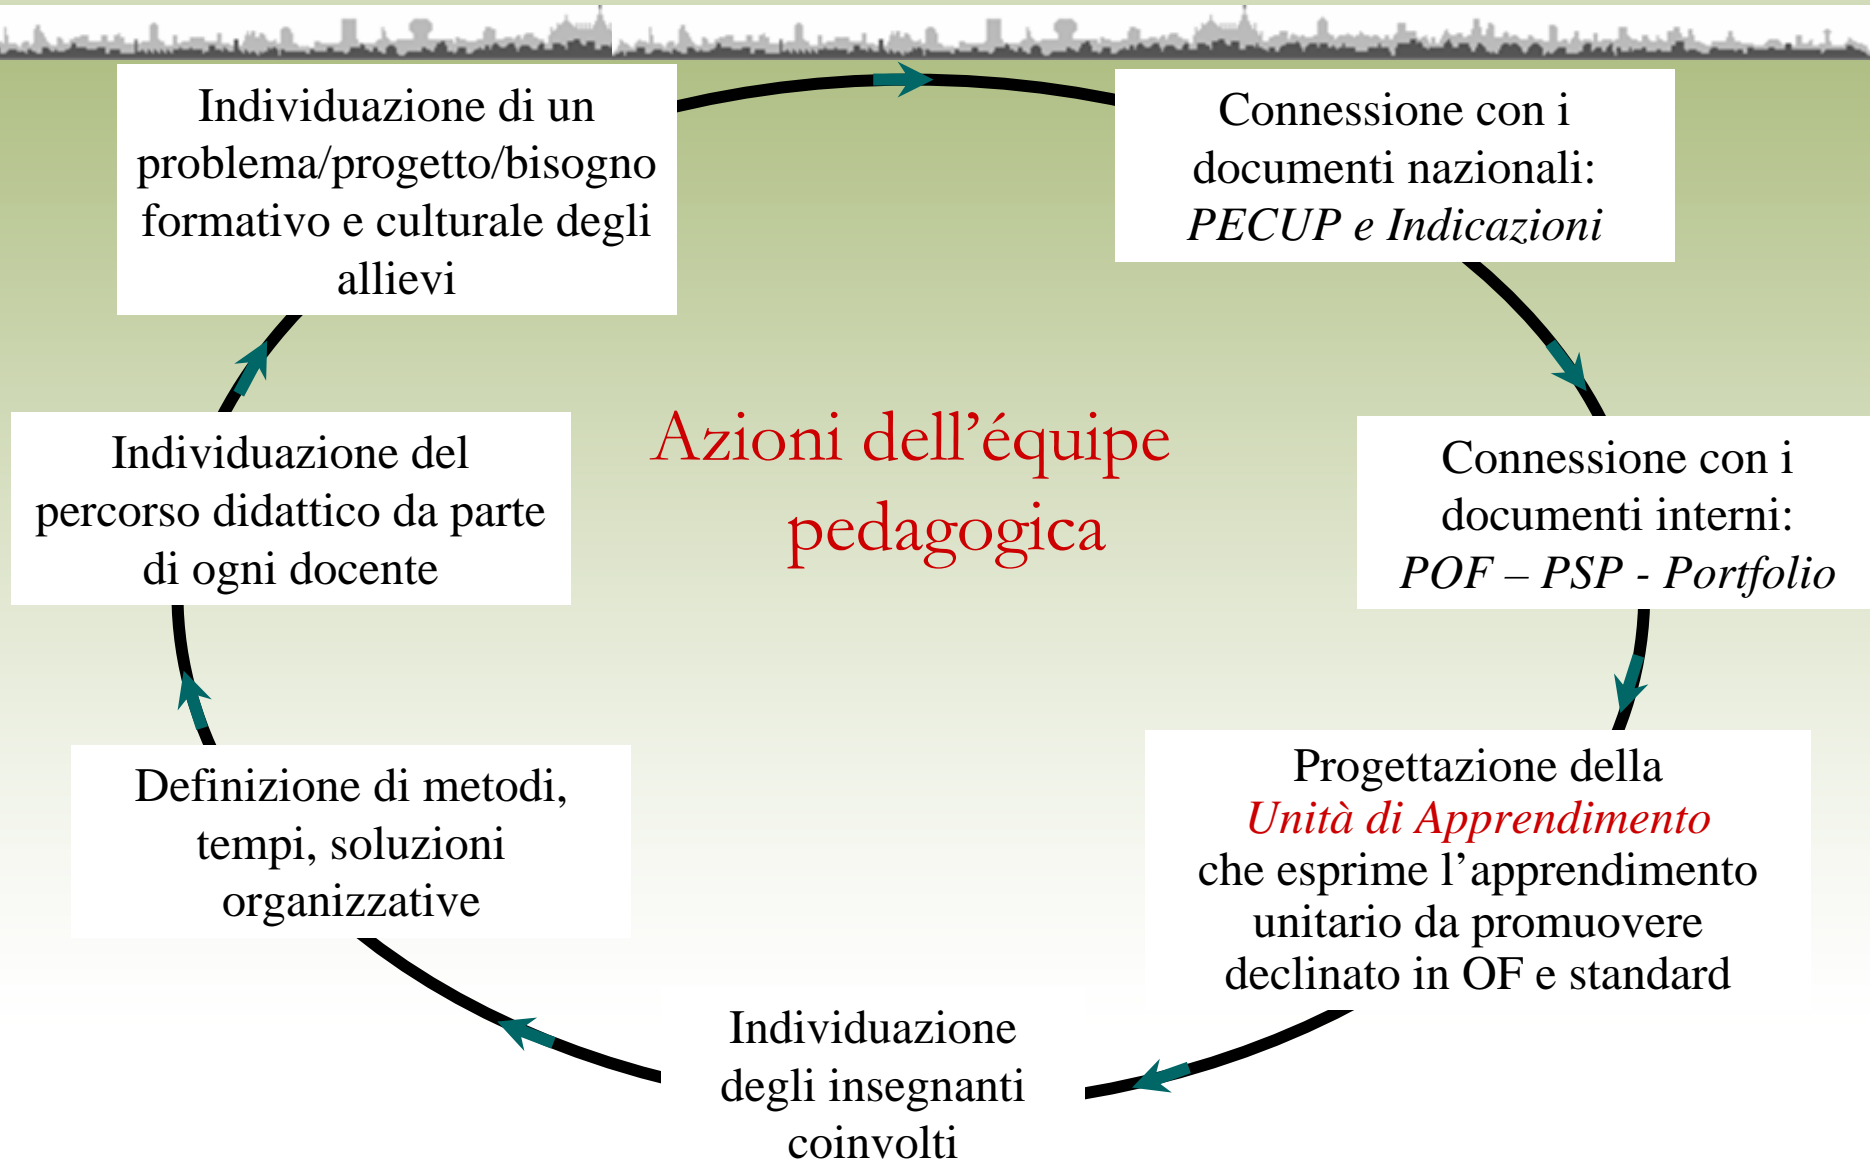 Individuazione di un
problema/progetto/bisogno
formativo e culturale degli
allievi
Connessione con i
documenti nazionali:
PECUP e Indicazioni
Azioni dell’équipe
pedagogica
Individuazione del
percorso didattico da parte
di ogni docente
Connessione con i
documenti interni:
POF – PSP - Portfolio
Definizione di metodi,
tempi, soluzioni
organizzative
Progettazione della
Unità di Apprendimento
che esprime l’apprendimento
unitario da promuovere
declinato in OF e standard
Individuazione
degli insegnanti
coinvolti